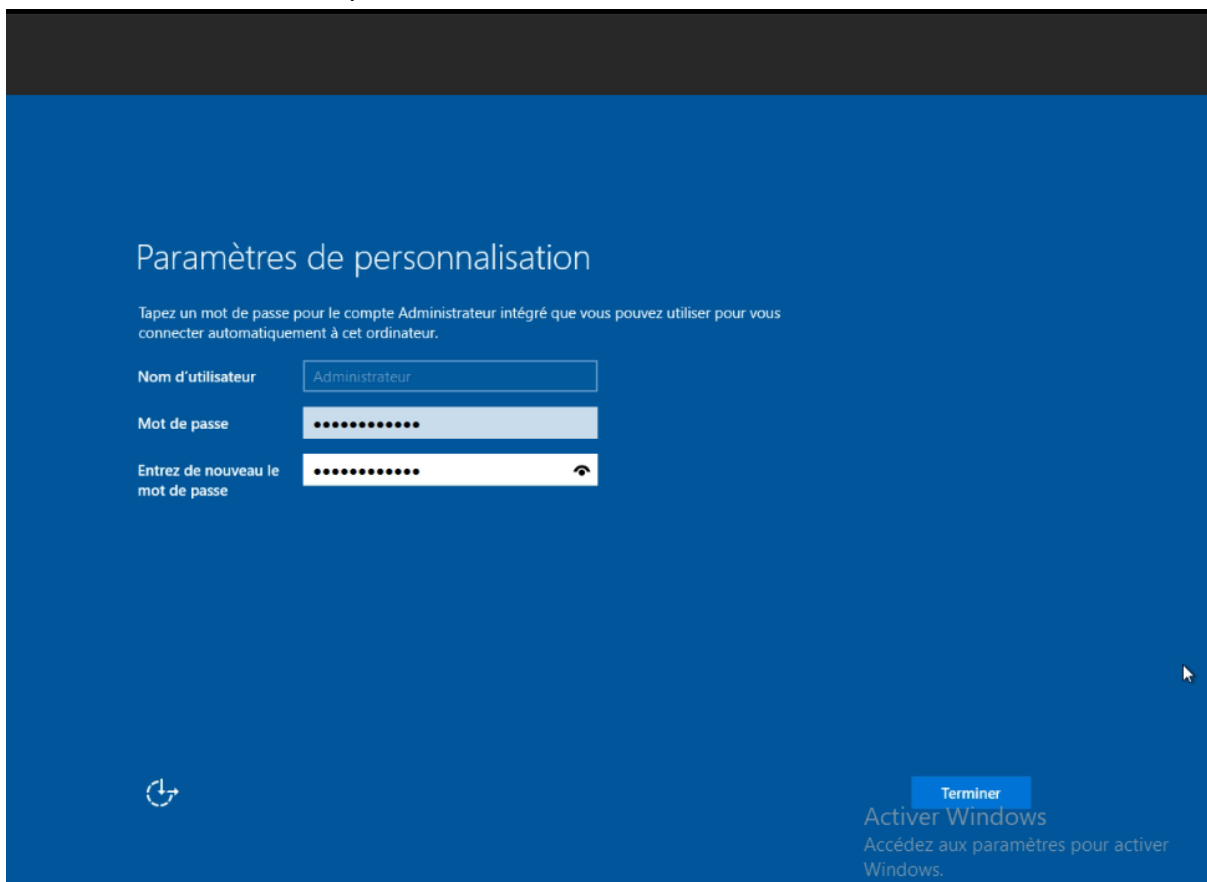 Paramètres de personnalisation
Tapez un mot de passe pour le compte Administrateur intégré que vous pouvez utiliser pour vous
connecter automatiquement à cet ordinateur.
Nom d'utilisateur
Administrateur
Mot de passe
••••••••••••
Entrez de nouveau le
mot de passe
••••••••••••
Terminer
Activer Windows
Accédez aux paramètres pour activer
Windows.